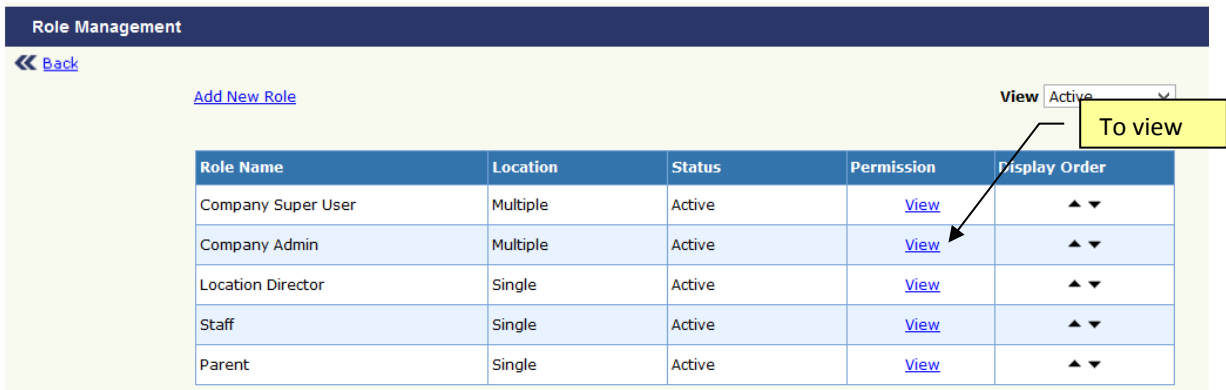 Role Management
Back
Add New Role
View Active
To view
Role Name Location Status Permission Display Order
Company Super User Multiple Active View
Company Admin Multiple Active View
Location Director Single Active View
Staff Single Active View
Parent Single Active View